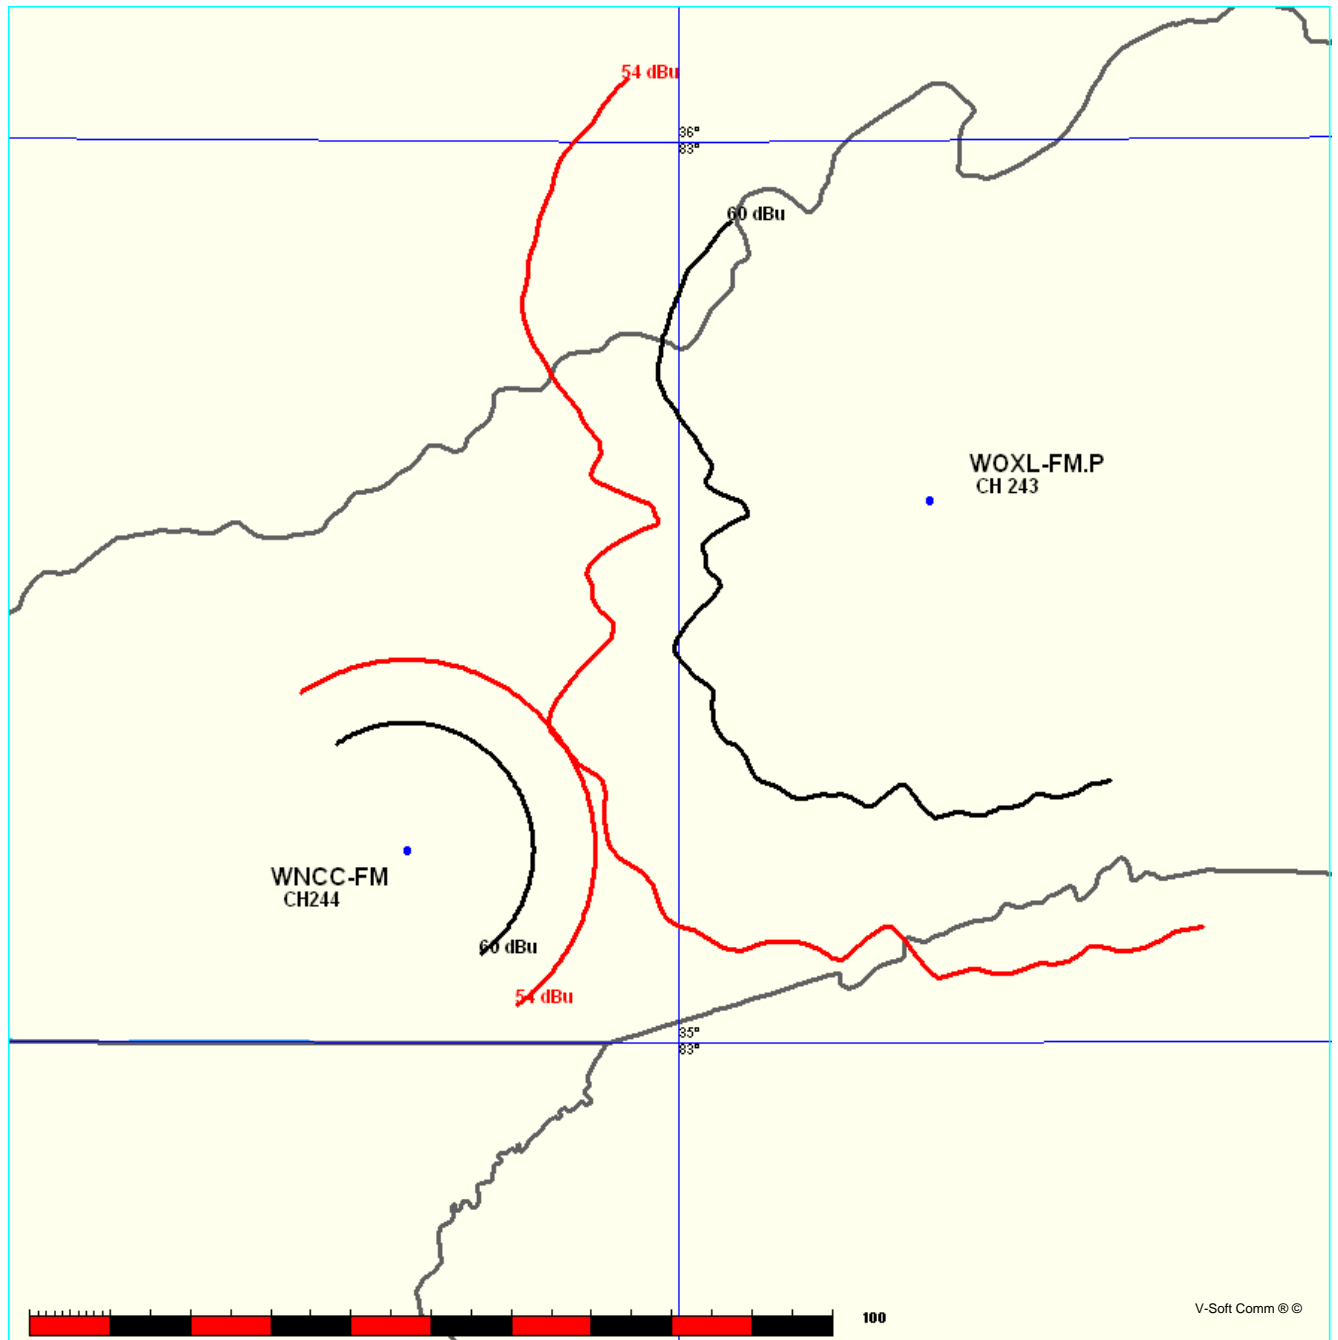 54 dBu
36°
83°
60 dBu
WOXL-FM.P
CH 243
WNCC-FM
CH244
60 dBu
54 dBu
35°
83°
V-Soft Comm ® ©
100